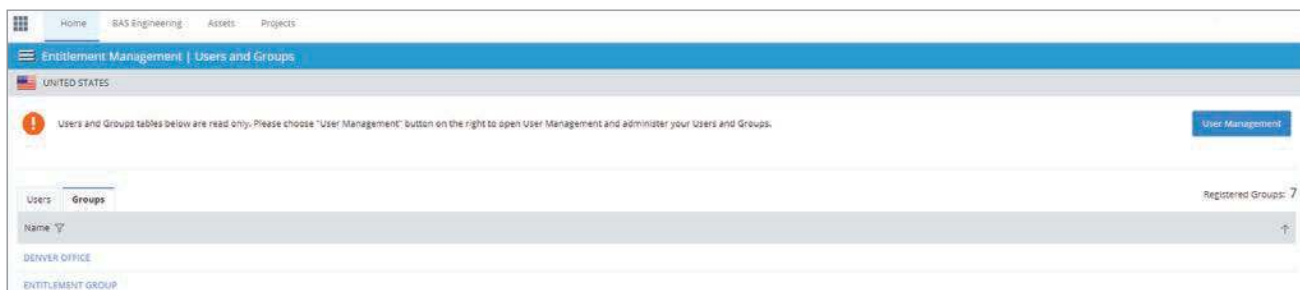 Home BAS Engineering Assets Projects
Entitlement Management | Users and Groups
UNITED STATES
Users and Groups tables below are read only. Please choose "User Management" button on the right to open User Management and administer your Users and Groups.
User Management
Users Groups
Registered Groups: 7
Name
DENVER OFFICE
ENTITLEMENT GROUP